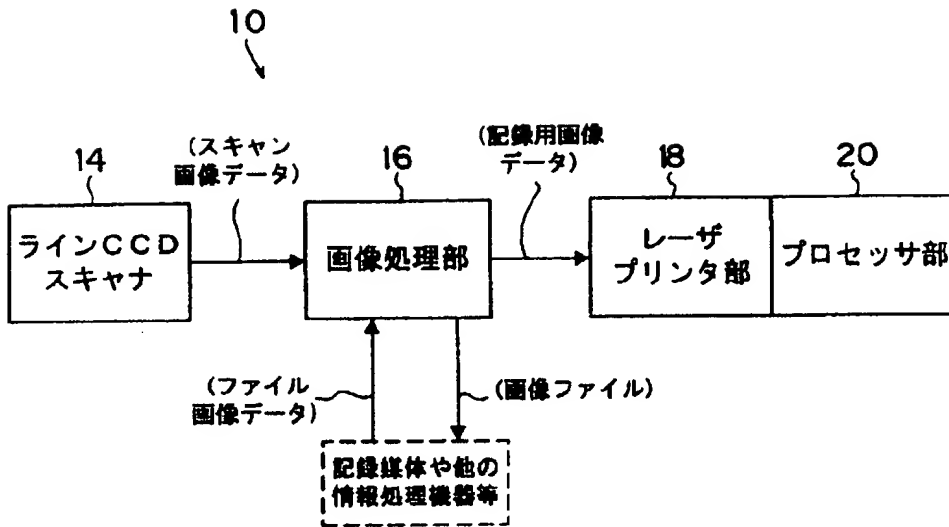 10
14
(スキャン
画像データ)
16
(記録用画像
データ)
18
20
ラインCCD
スキャナ
画像処理部
レーザ
プリンタ部
プロセッサ部
(ファイル
画像データ)
(画像ファイル)
記録媒体や他の
情報処理機器等